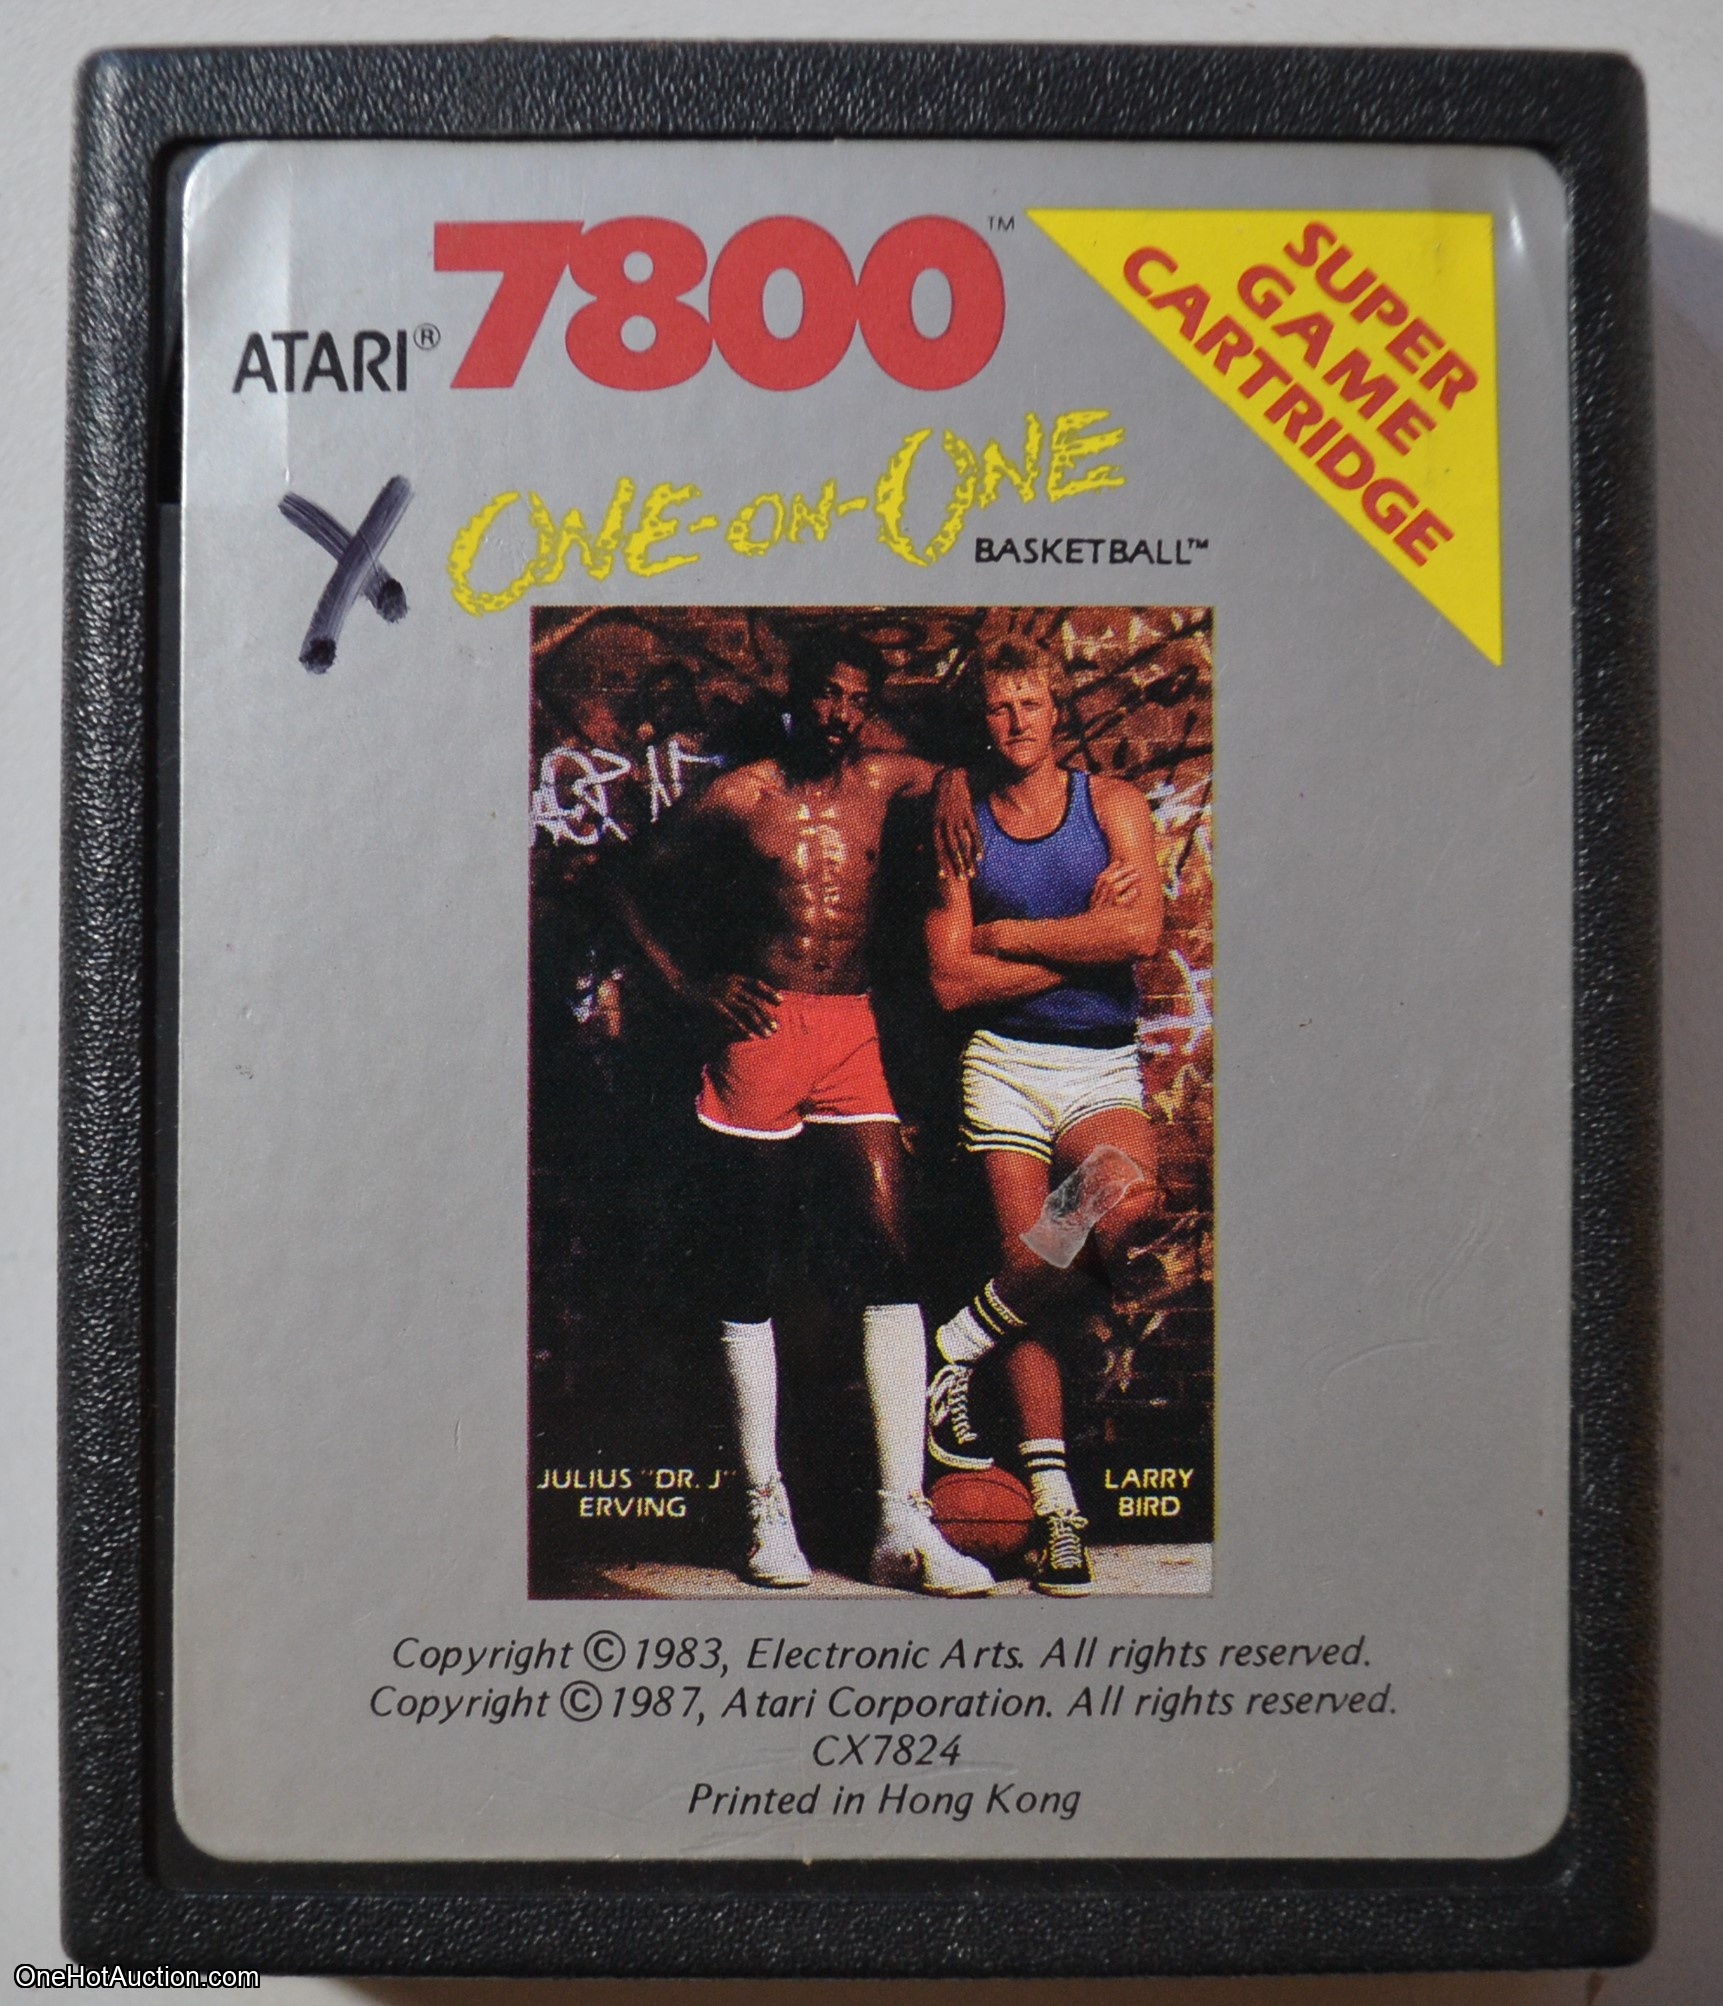 ATARI® 7800™
SUPER
GAME
CARTRIDGE
X
ONE-ON-ONE
BASKETBALL™
JULIUS "DR. J"
ERVING
LARRY
BIRD
Copyright © 1983, Electronic Arts. All rights reserved.
Copyright © 1987, Atari Corporation. All rights reserved.
CX7824
Printed in Hong Kong
OneHotAuction.com